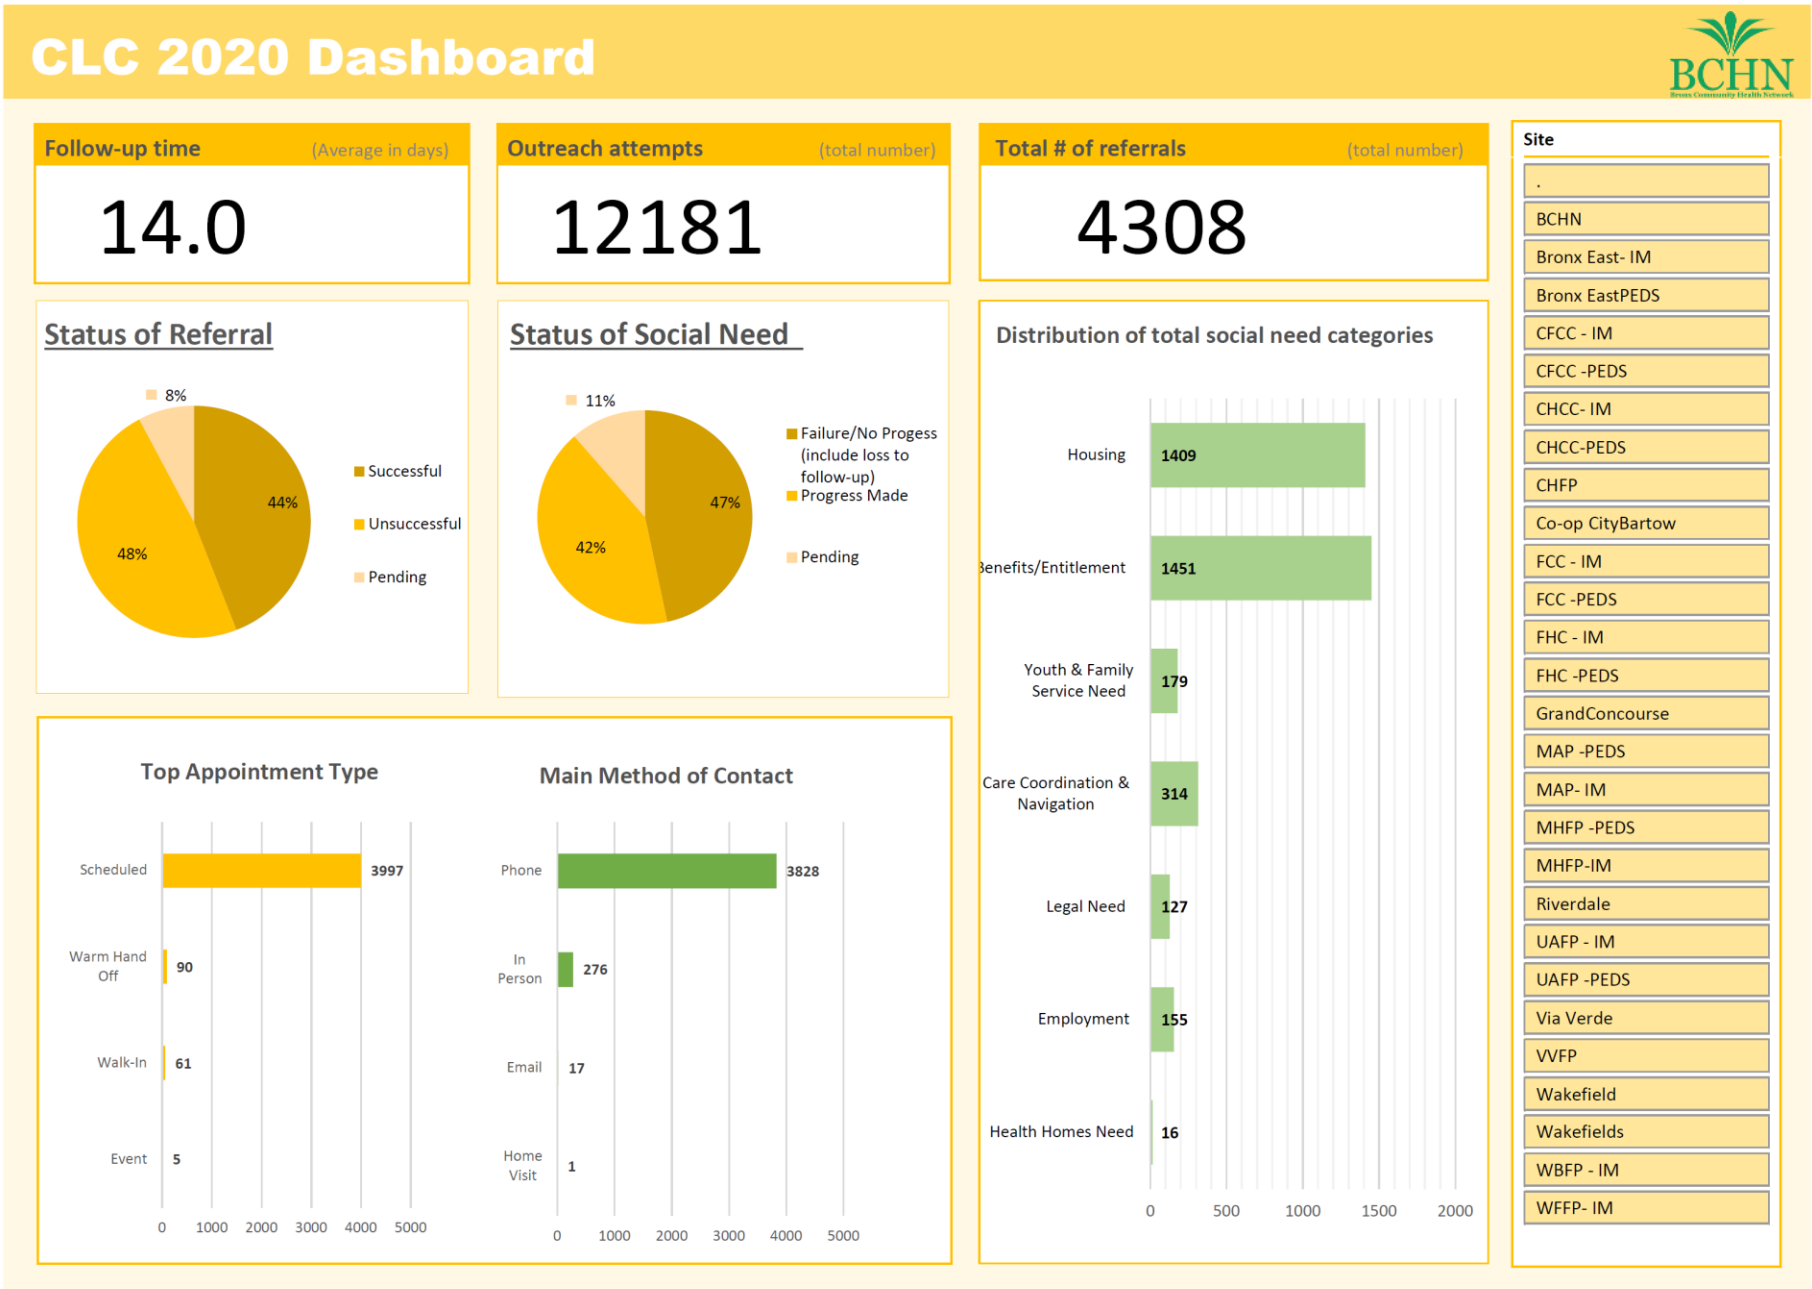 CLC 2020 Dashboard
BCHN
Bronx Community Health Network
Follow-up time (Average in days)
14.0
Outreach attempts (total number)
12181
Total # of referrals (total number)
4308
Status of Referral
8%
44%
48%
Successful
Unsuccessful
Pending
Status of Social Need
11%
47%
42%
Failure/No Progess
(include loss to
follow-up)
Progress Made
Pending
Distribution of total social need categories
Housing 1409
Benefits/Entitlement 1451
Youth & Family
Service Need
179
Care Coordination &
Navigation
314
Legal Need 127
Employment 155
Health Homes Need 16
0 500 1000 1500 2000
Top Appointment Type
Scheduled 3997
Warm Hand
Off
90
Walk-In 61
Event 5
0 1000 2000 3000 4000 5000
Main Method of Contact
Phone 3828
In
Person
276
Email 17
Home
Visit
1
0 1000 2000 3000 4000 5000
Site
.
BCHN
Bronx East- IM
Bronx EastPEDS
CFCC - IM
CFCC -PEDS
CHCC- IM
CHCC-PEDS
CHFP
Co-op CityBartow
FCC - IM
FCC -PEDS
FHC - IM
FHC -PEDS
GrandConcourse
MAP -PEDS
MAP- IM
MHFP -PEDS
MHFP-IM
Riverdale
UAFP - IM
UAFP -PEDS
Via Verde
VVFP
Wakefield
Wakefields
WBFP - IM
WFFP- IM